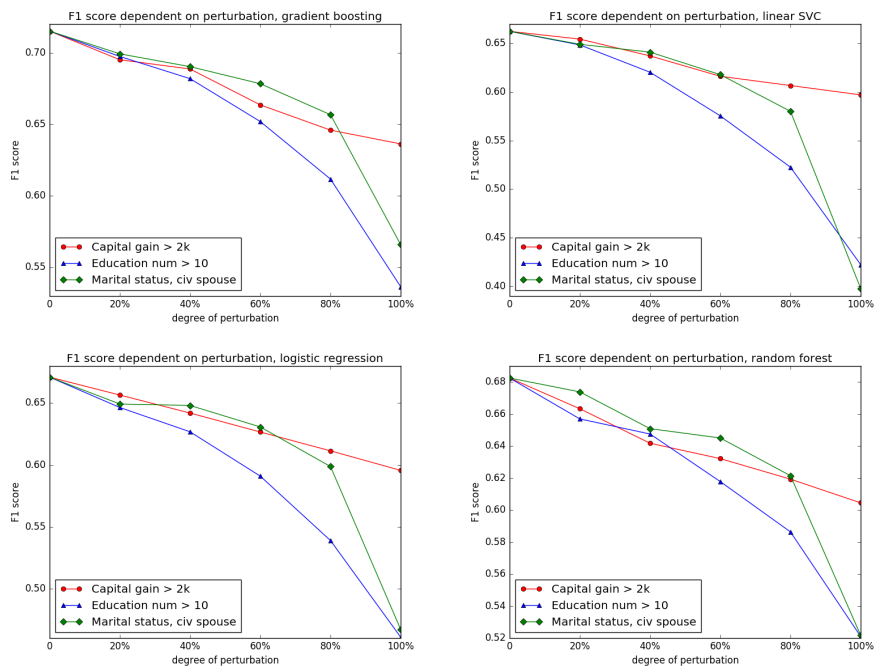 F1 score dependent on perturbation, gradient boosting
0.70
0.65
0.60
0.55
F1 score
Capital gain > 2k
Education num > 10
Marital status, civ spouse
0 20% 40% 60% 80% 100%
degree of perturbation
F1 score dependent on perturbation, linear SVC
0.65
0.60
0.55
0.50
0.45
0.40
F1 score
Capital gain > 2k
Education num > 10
Marital status, civ spouse
0 20% 40% 60% 80% 100%
degree of perturbation
F1 score dependent on perturbation, logistic regression
0.65
0.60
0.55
0.50
F1 score
Capital gain > 2k
Education num > 10
Marital status, civ spouse
0 20% 40% 60% 80% 100%
degree of perturbation
F1 score dependent on perturbation, random forest
0.68
0.66
0.64
0.62
0.60
0.58
0.56
0.54
0.52
F1 score
Capital gain > 2k
Education num > 10
Marital status, civ spouse
0 20% 40% 60% 80% 100%
degree of perturbation